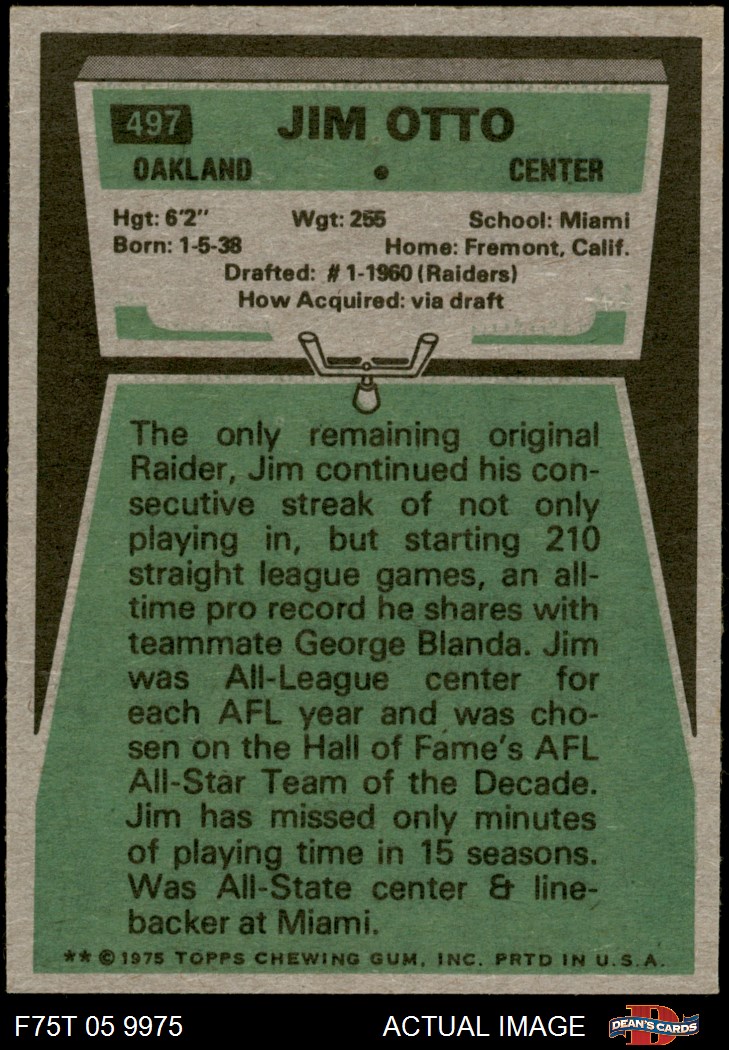 497 JIM OTTO
OAKLAND • CENTER
Hgt: 6'2" Wgt: 255 School: Miami
Born: 1-5-38 Home: Fremont, Calif.
Drafted: #1-1960 (Raiders)
How Acquired: via draft
The only remaining original
Raider, Jim continued his con-
secutive streak of not only
playing in, but starting 210
straight league games, an all-
time pro record he shares with
teammate George Blanda. Jim
was All-League center for
each AFL year and was cho-
sen on the Hall of Fame's AFL
All-Star Team of the Decade.
Jim has missed only minutes
of playing time in 15 seasons.
Was All-State center & line-
backer at Miami.
** © 1975 TOPPS CHEWING GUM, INC. PRTD IN U.S.A.
F75T 05 9975 ACTUAL IMAGE DEAN'S CARDS